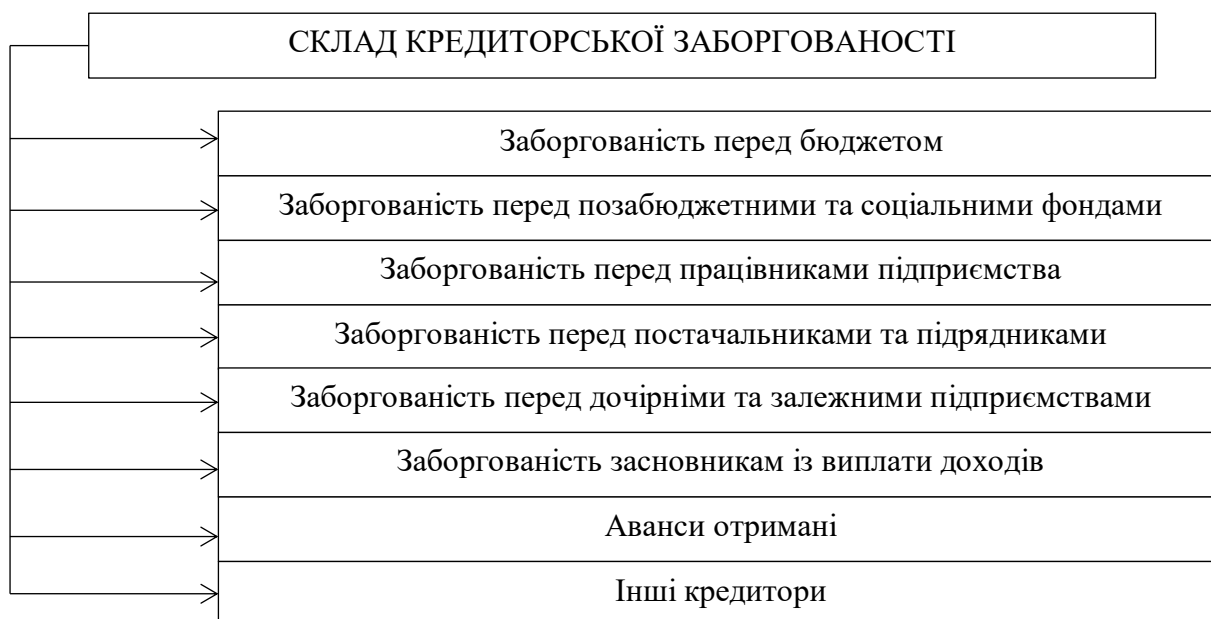 СКЛАД КРЕДИТОРСЬКОЇ ЗАБОРГОВАНОСТІ
Заборгованість перед бюджетом
Заборгованість перед позабюджетними та соціальними фондами
Заборгованість перед працівниками підприємства
Заборгованість перед постачальниками та підрядниками
Заборгованість перед дочірніми та залежними підприємствами
Заборгованість засновникам із виплати доходів
Аванси отримані
Інші кредитори